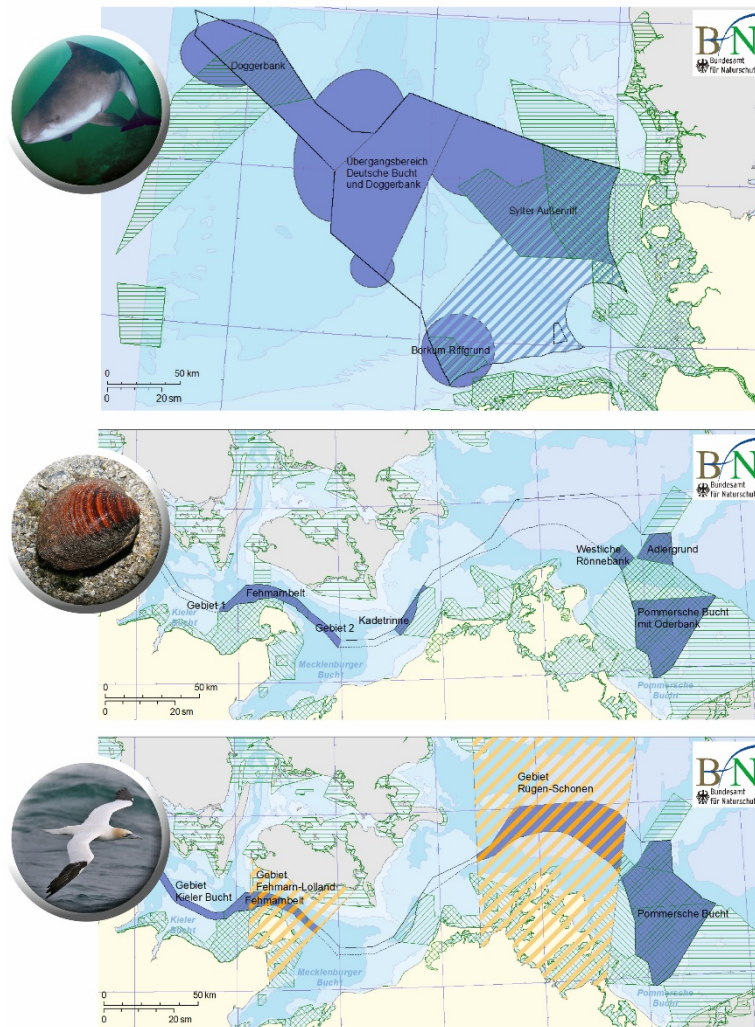 BfN
Bundesamt
für Naturschutz
Doggerbank
Übergangsbereich
Deutsche Bucht
und Doggerbank
Sylter Außenriff
Borkum-Riffgrund
0 50 km
0 20 sm
BfN
Bundesamt
für Naturschutz
Westliche
Rönnebank
Adlergrund
Fehmarnbelt
Gebiet 1
Kieler
Bucht
Kadetrinne
Gebiet 2
Pommersche Bucht
mit Oderbank
Mecklenburger
Bucht
Pommersche
Bucht
0 50 km
0 20 sm
BfN
Bundesamt
für Naturschutz
Gebiet
Rügen-Schonen
Gebiet
Fehmarn-Lolland:
Fehmarnbelt
Gebiet
Kieler Bucht
Kieler
Bucht
Pommersche Bucht
Mecklenburger
Bucht
Pommersche
Bucht
0 50 km
0 20 sm